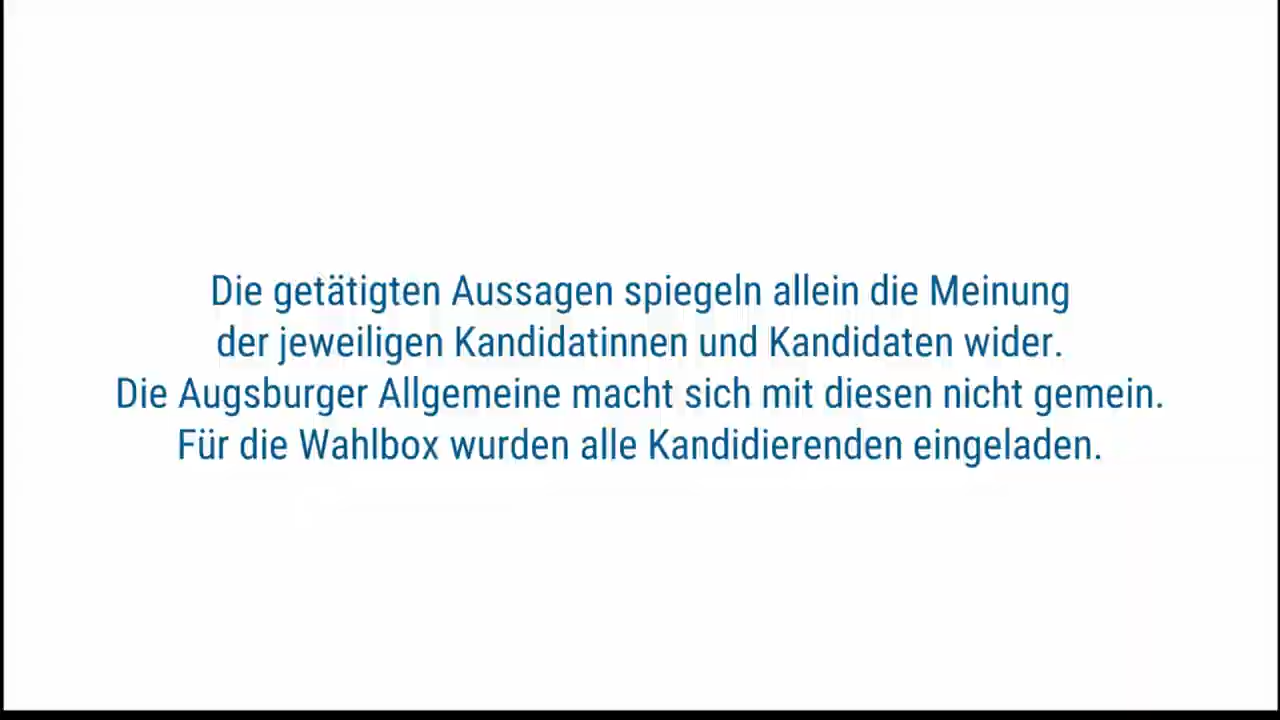 Die getätigten Aussagen spiegeln allein die Meinung
der jeweiligen Kandidatinnen und Kandidaten wider.
Die Augsburger Allgemeine macht sich mit diesen nicht gemein.
Für die Wahlbox wurden alle Kandidierenden eingeladen.